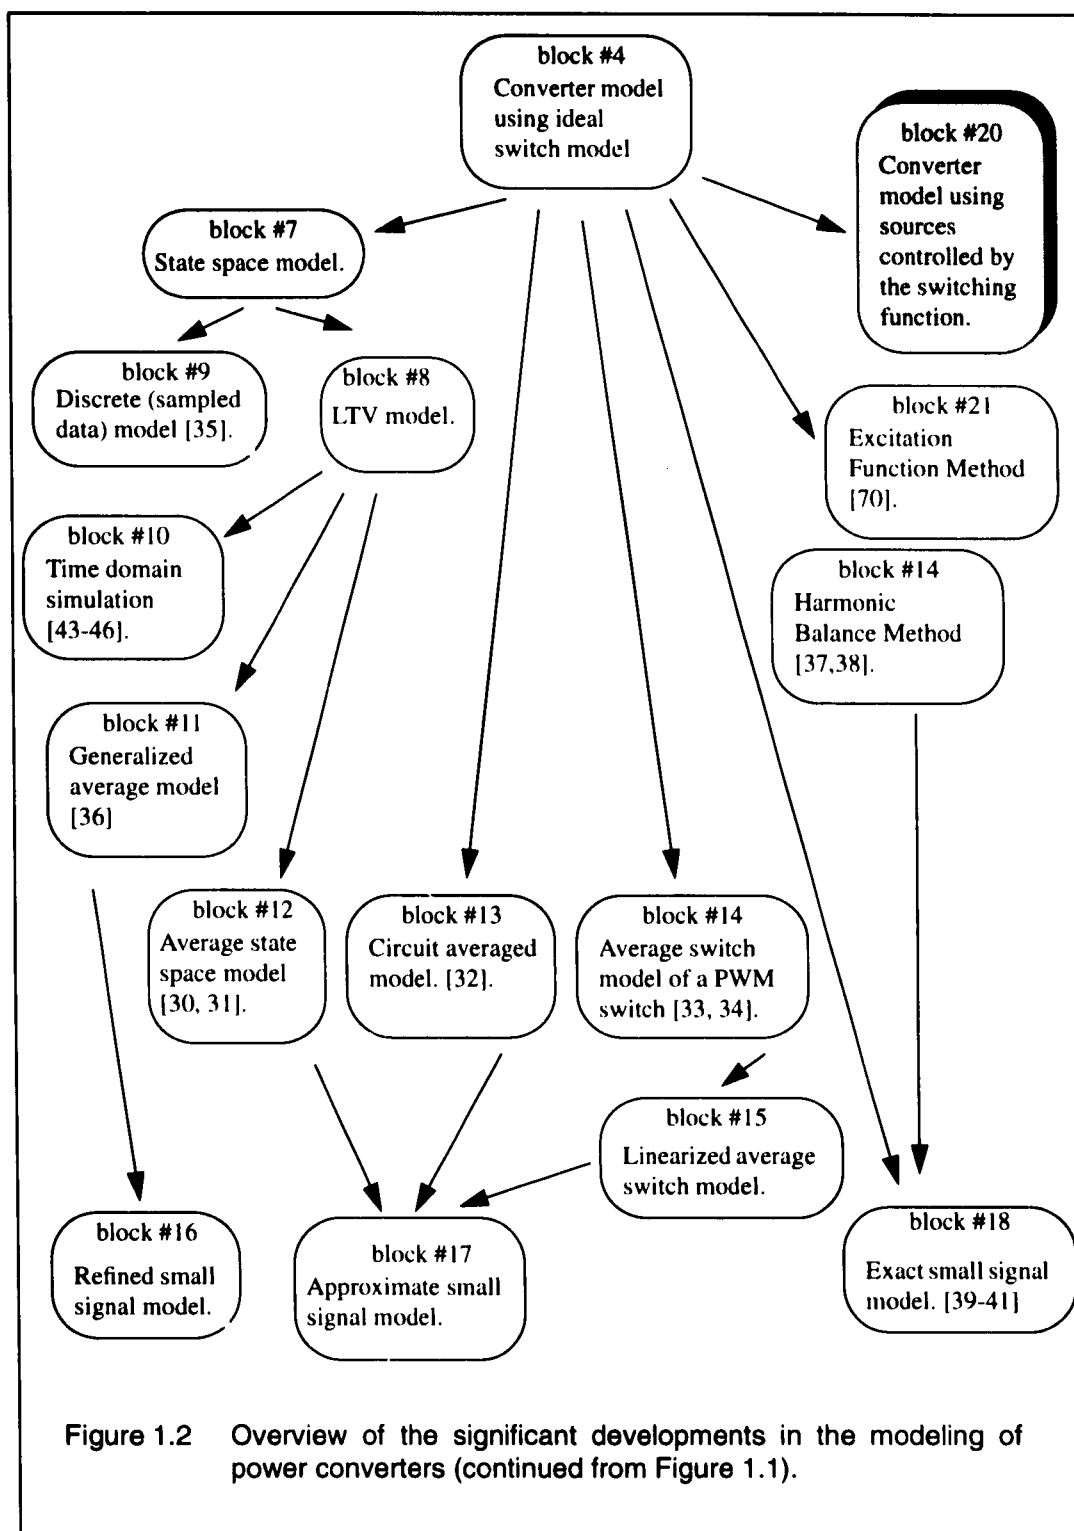 block #4
Converter model
using ideal
switch model
block #20
Converter
model using
sources
controlled by
the switching
function.
block #7
State space model.
block #9
Discrete (sampled
data) model [35].
block #8
LTV model.
block #21
Excitation
Function Method
[70].
block #10
Time domain
simulation
[43-46].
block #14
Harmonic
Balance Method
[37,38].
block #11
Generalized
average model
[36]
block #12
Average state
space model
[30, 31].
block #13
Circuit averaged
model. [32].
block #14
Average switch
model of a PWM
switch [33, 34].
block #15
Linearized average
switch model.
block #16
Refined small
signal model.
block #17
Approximate small
signal model.
block #18
Exact small signal
model. [39-41]
Figure 1.2 Overview of the significant developments in the modeling of
power converters (continued from Figure 1.1).